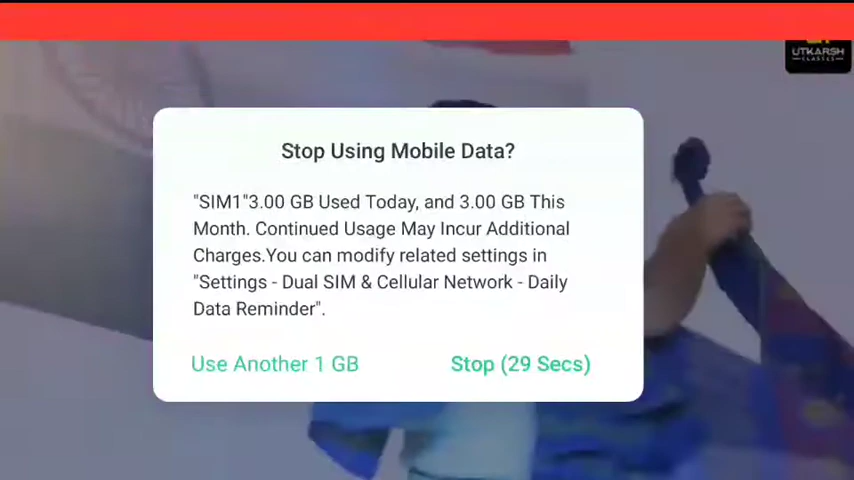 UTKARSH
CLASSES
Stop Using Mobile Data?
"SIM1"3.00 GB Used Today, and 3.00 GB This
Month. Continued Usage May Incur Additional
Charges.You can modify related settings in
"Settings - Dual SIM & Cellular Network - Daily
Data Reminder".
Use Another 1 GB
Stop (29 Secs)